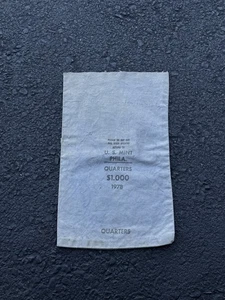 U. S. MINT
PHILA.
QUARTERS
$1,000
1978
QUARTERS